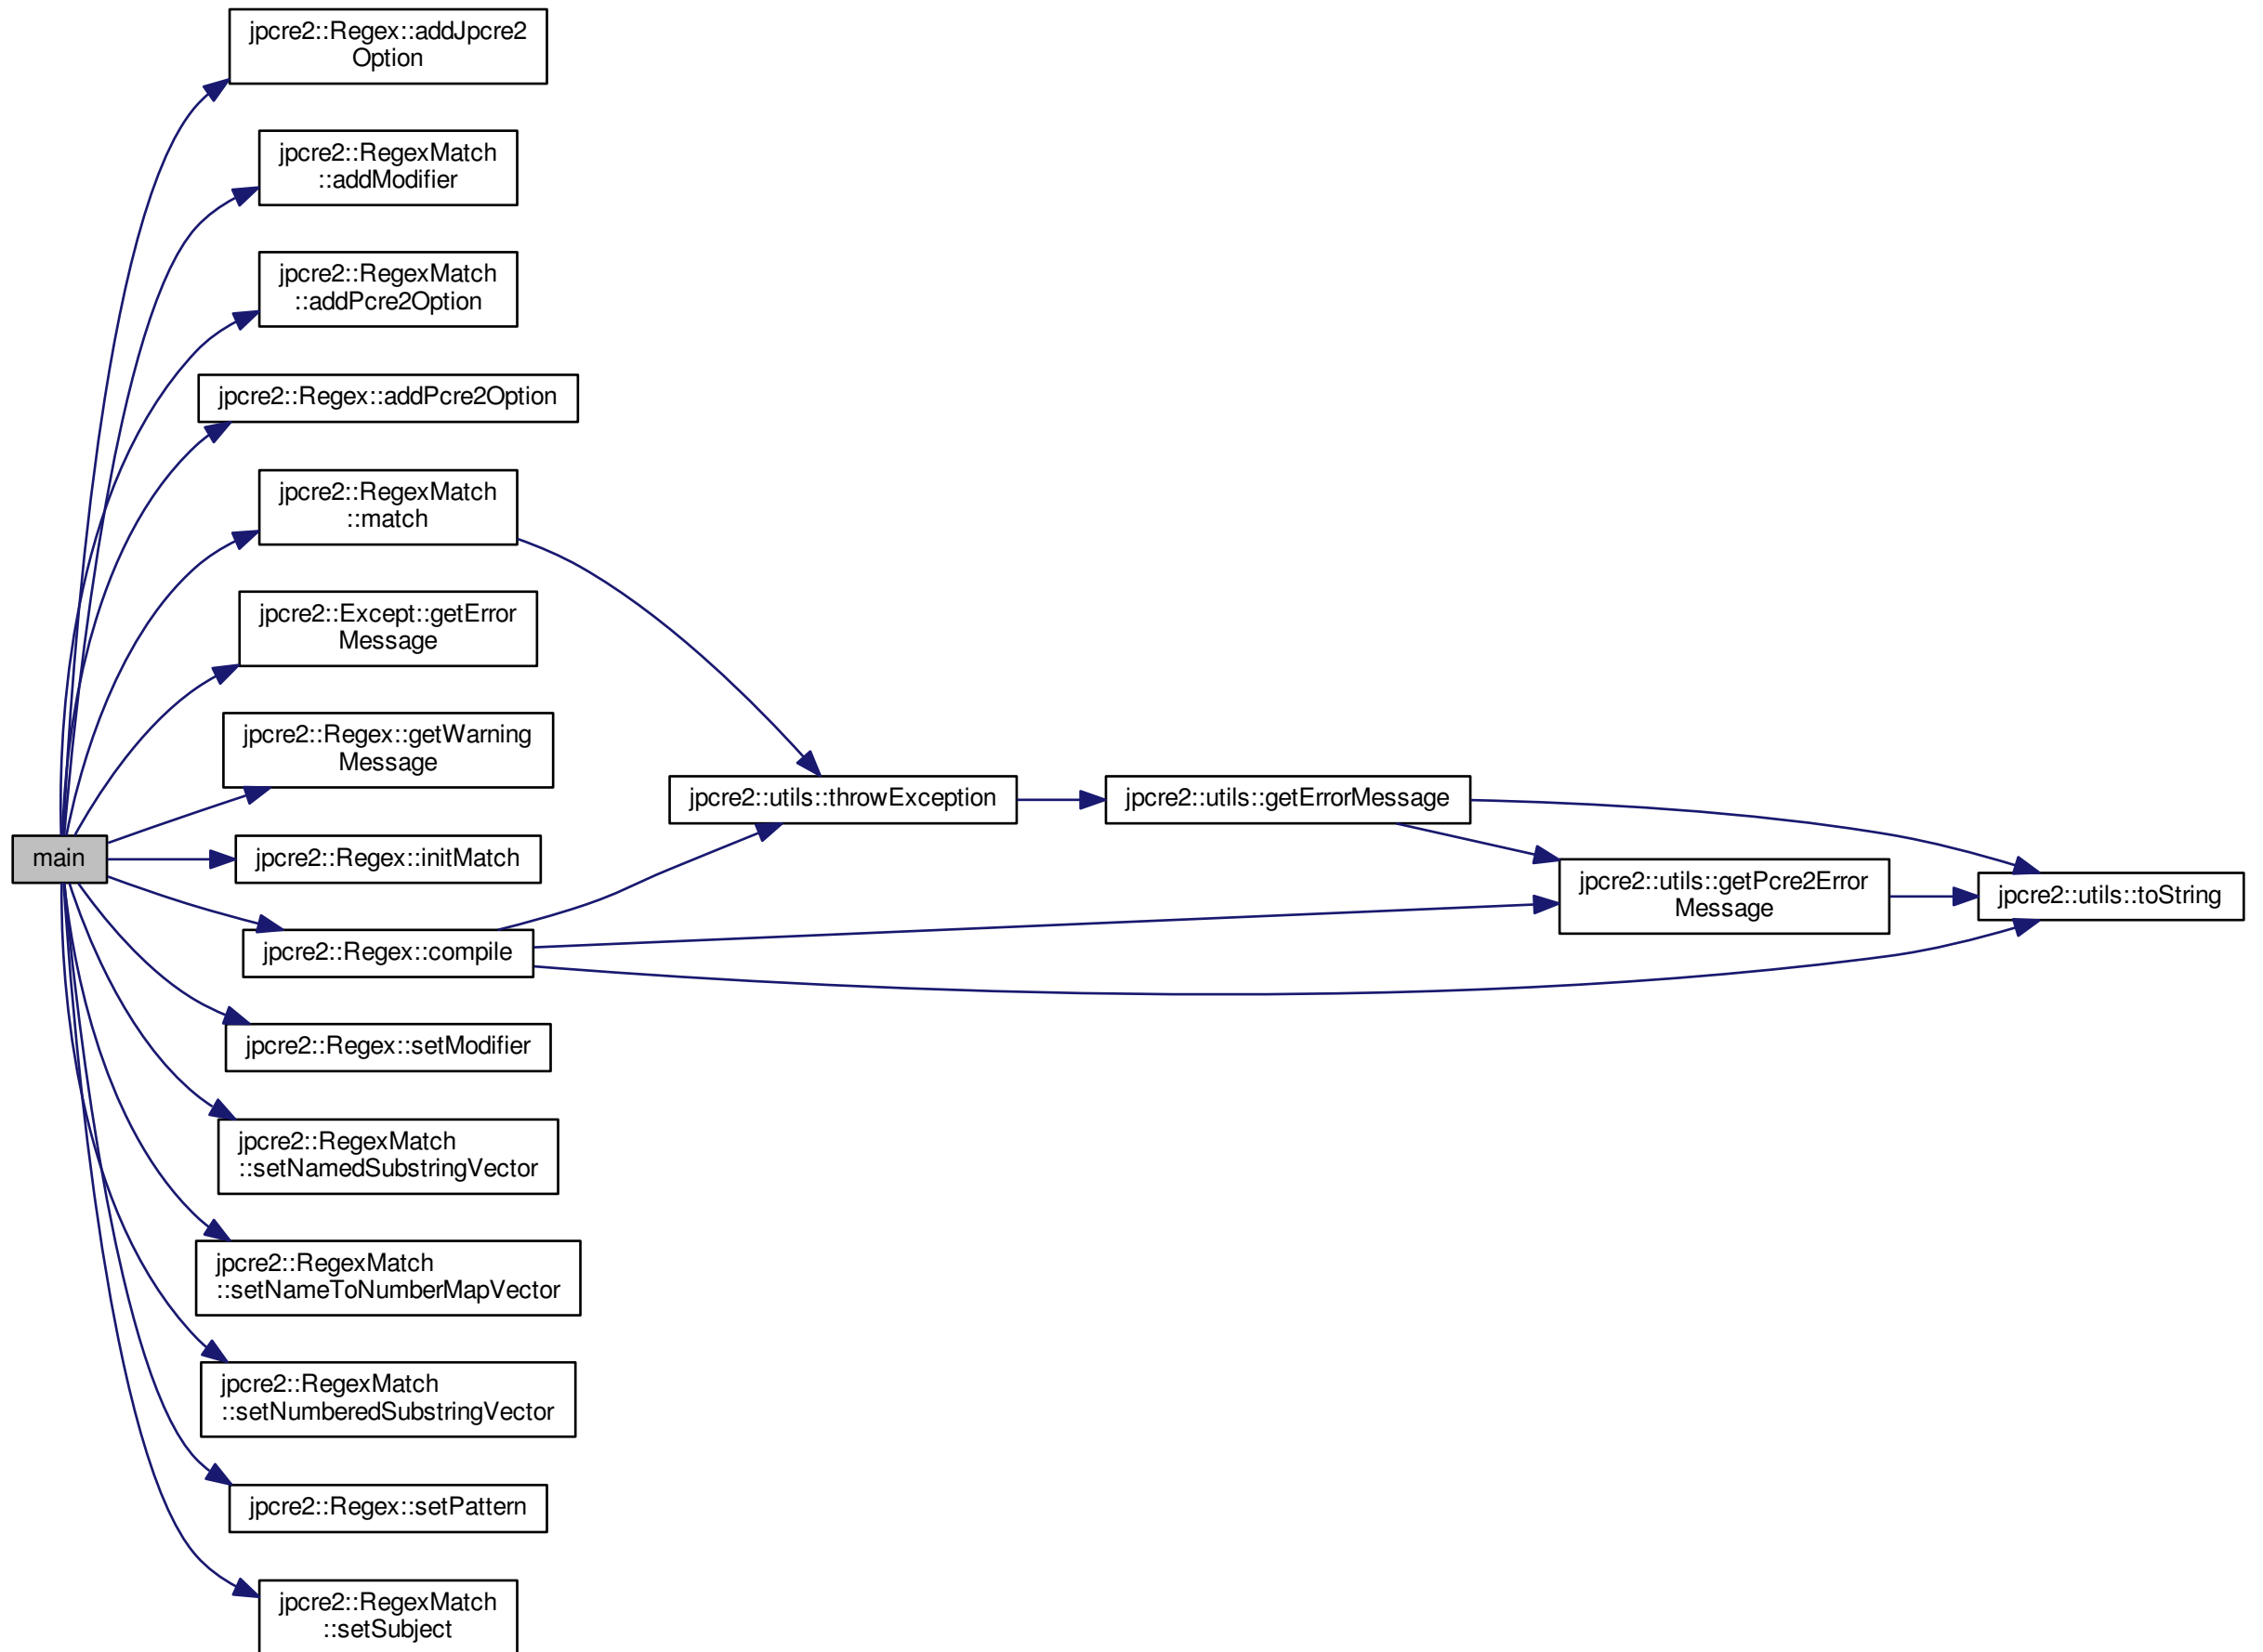 jpcre2::Regex::addJpcre2
Option
jpcre2::RegexMatch
::addModifier
jpcre2::RegexMatch
::addPcre2Option
jpcre2::Regex::addPcre2Option
jpcre2::RegexMatch
::match
jpcre2::Except::getError
Message
jpcre2::Regex::getWarning
Message
main
jpcre2::Regex::initMatch
jpcre2::Regex::compile
jpcre2::utils::throwException
jpcre2::utils::getErrorMessage
jpcre2::utils::getPcre2Error
Message
jpcre2::utils::toString
jpcre2::Regex::setModifier
jpcre2::RegexMatch
::setNamedSubstringVector
jpcre2::RegexMatch
::setNameToNumberMapVector
jpcre2::RegexMatch
::setNumberedSubstringVector
jpcre2::Regex::setPattern
jpcre2::RegexMatch
::setSubject